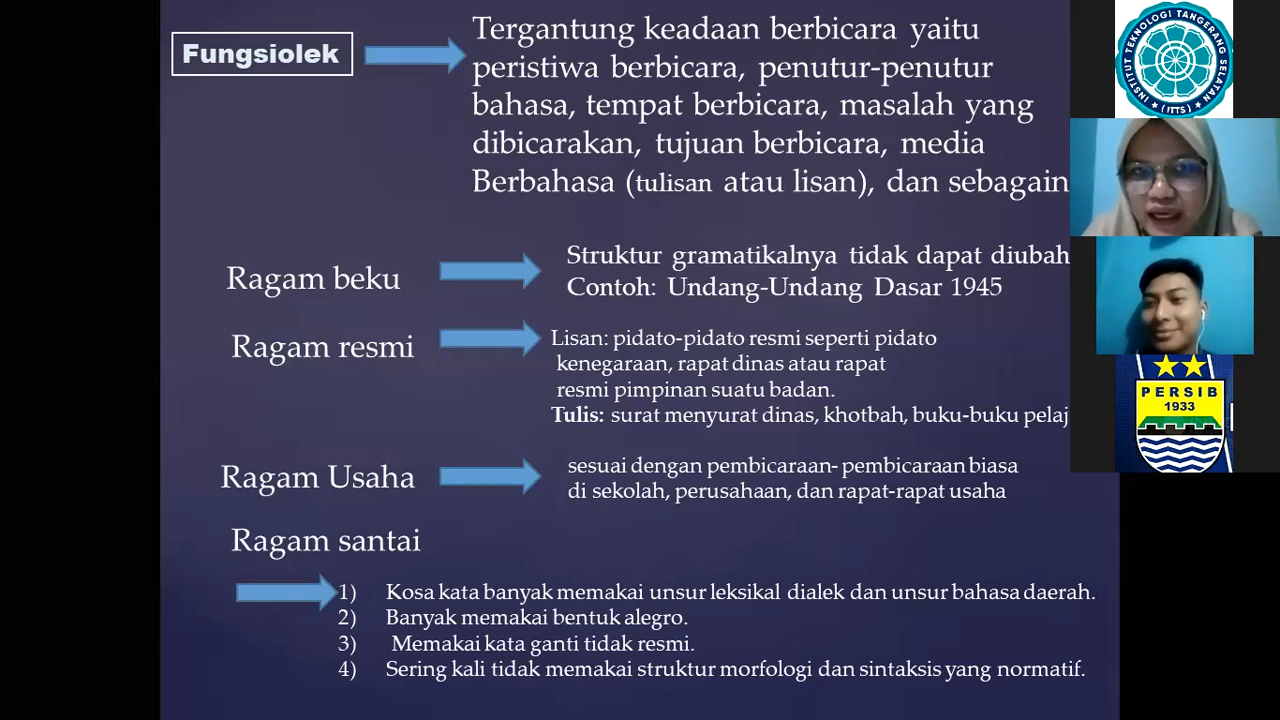 Fungsiolek
Tergantung keadaan berbicara yaitu
peristiwa berbicara, penutur-penutur
bahasa, tempat berbicara, masalah yang
dibicarakan, tujuan berbicara, media
Berbahasa (tulisan atau lisan), dan sebagain
Ragam beku
Struktur gramatikalnya tidak dapat diubah
Contoh: Undang-Undang Dasar 1945
Ragam resmi
Lisan: pidato-pidato resmi seperti pidato
kenegaraan, rapat dinas atau rapat
resmi pimpinan suatu badan.
Tulis: surat menyurat dinas, khotbah, buku-buku pelaj
Ragam Usaha
sesuai dengan pembicaraan- pembicaraan biasa
di sekolah, perusahaan, dan rapat-rapat usaha
Ragam santai
1) Kosa kata banyak memakai unsur leksikal dialek dan unsur bahasa daerah.
2) Banyak memakai bentuk alegro.
3) Memakai kata ganti tidak resmi.
4) Sering kali tidak memakai struktur morfologi dan sintaksis yang normatif.
INSTITUT TEKNOLOGI TANGERANG SELATAN
(ITTS)
PERSIB
1933